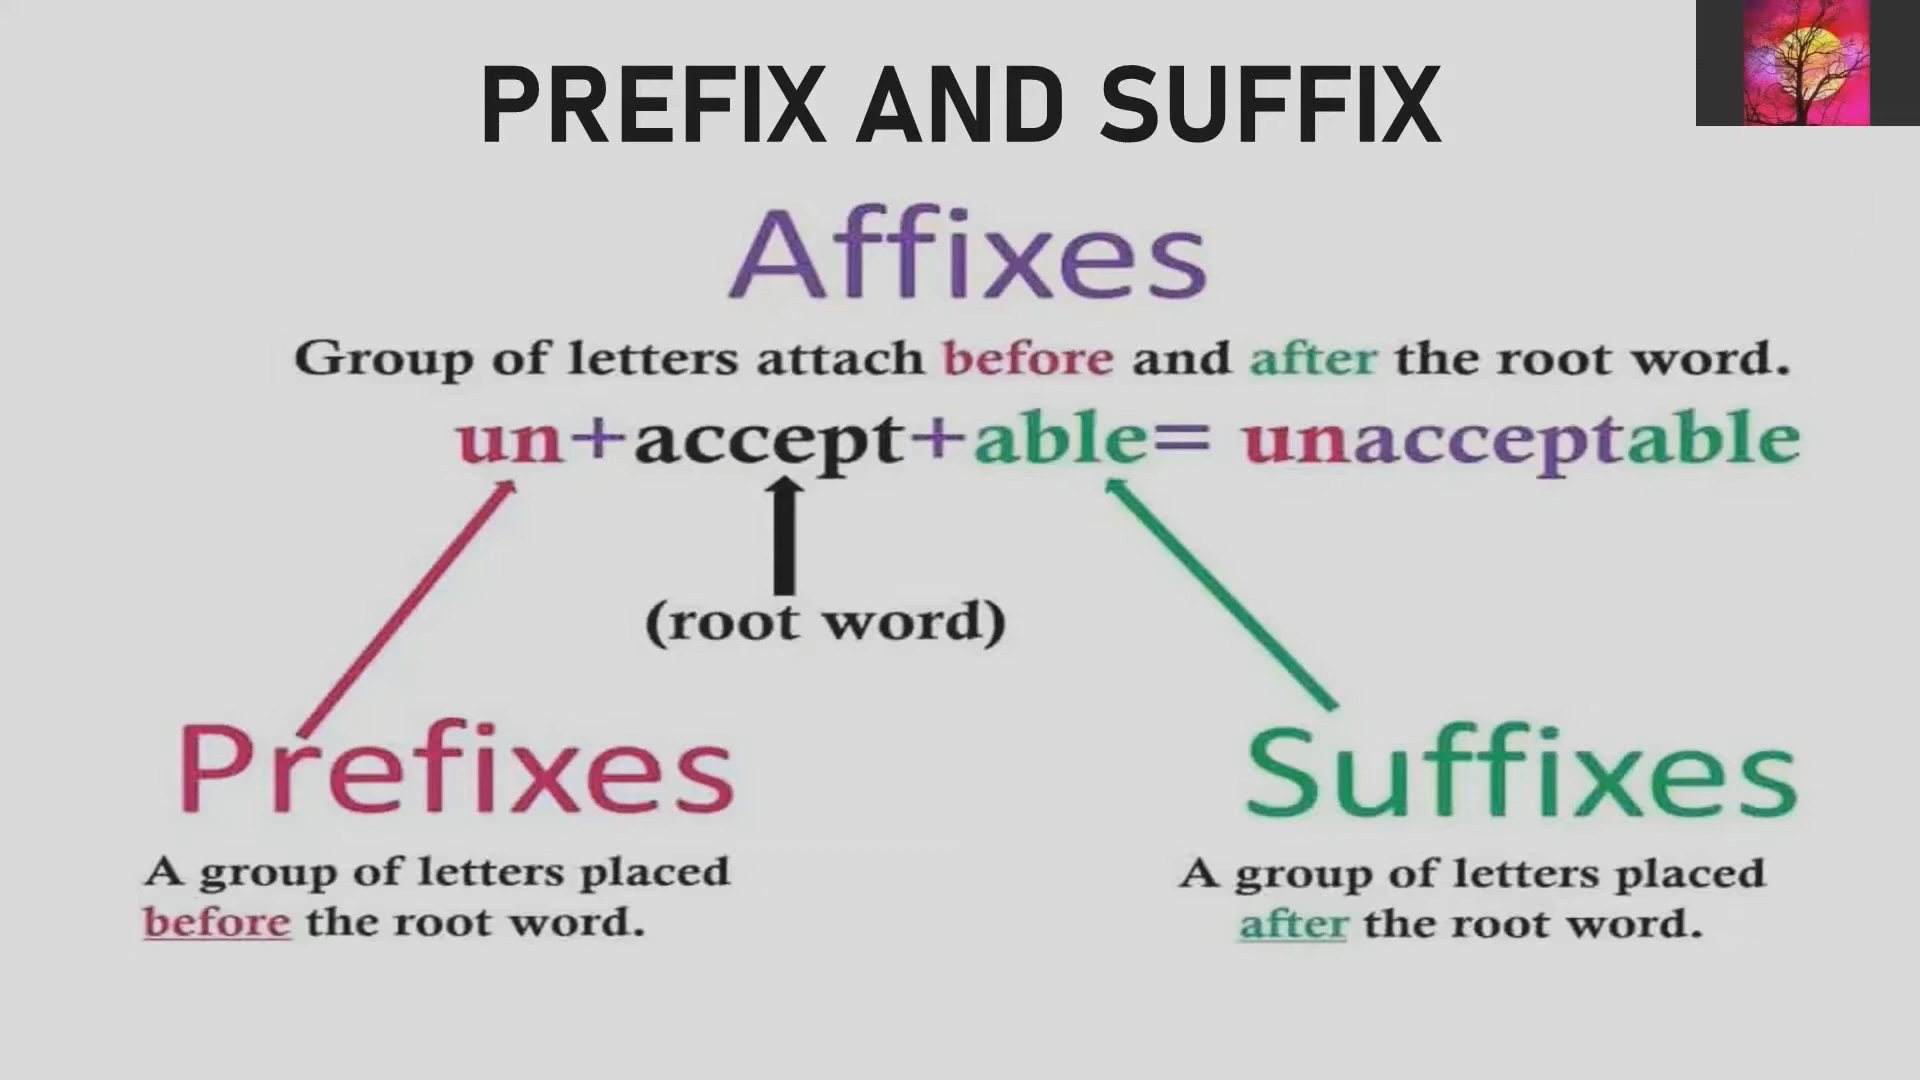 PREFIX AND SUFFIX
Affixes
Group of letters attach before and after the root word.
un+accept+able= unacceptable
(root word)
Prefixes
A group of letters placed
before the root word.
Suffixes
A group of letters placed
after the root word.